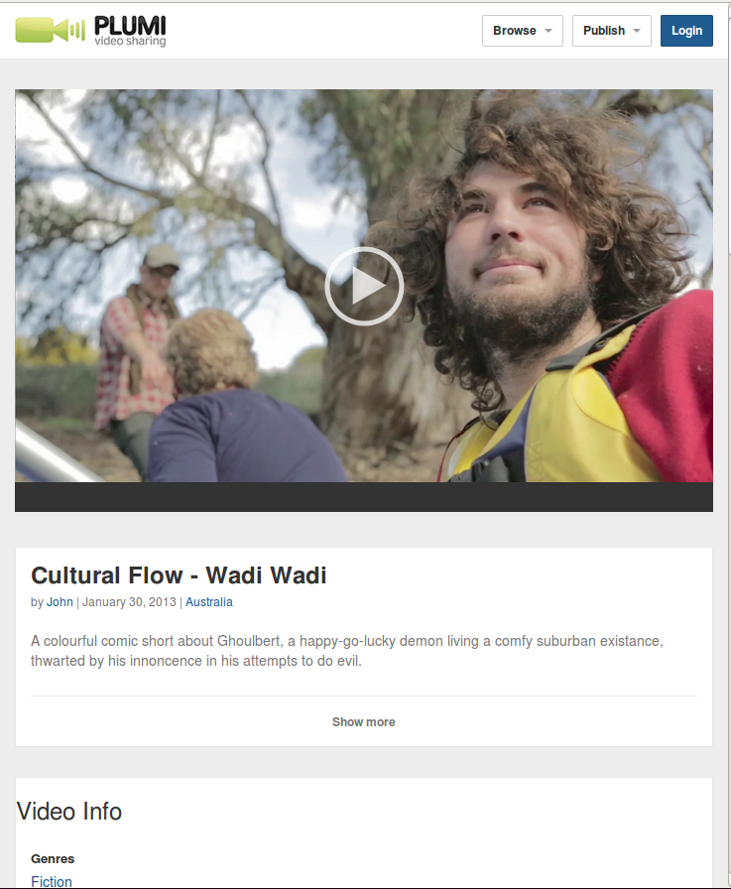 PLUMI
video sharing
Browse
Publish
Login
Cultural Flow - Wadi Wadi
by John | January 30, 2013 | Australia
A colourful comic short about Ghoulbert, a happy-go-lucky demon living a comfy suburban existance,
thwarted by his innoncence in his attempts to do evil.
Show more
Video Info
Genres
Fiction